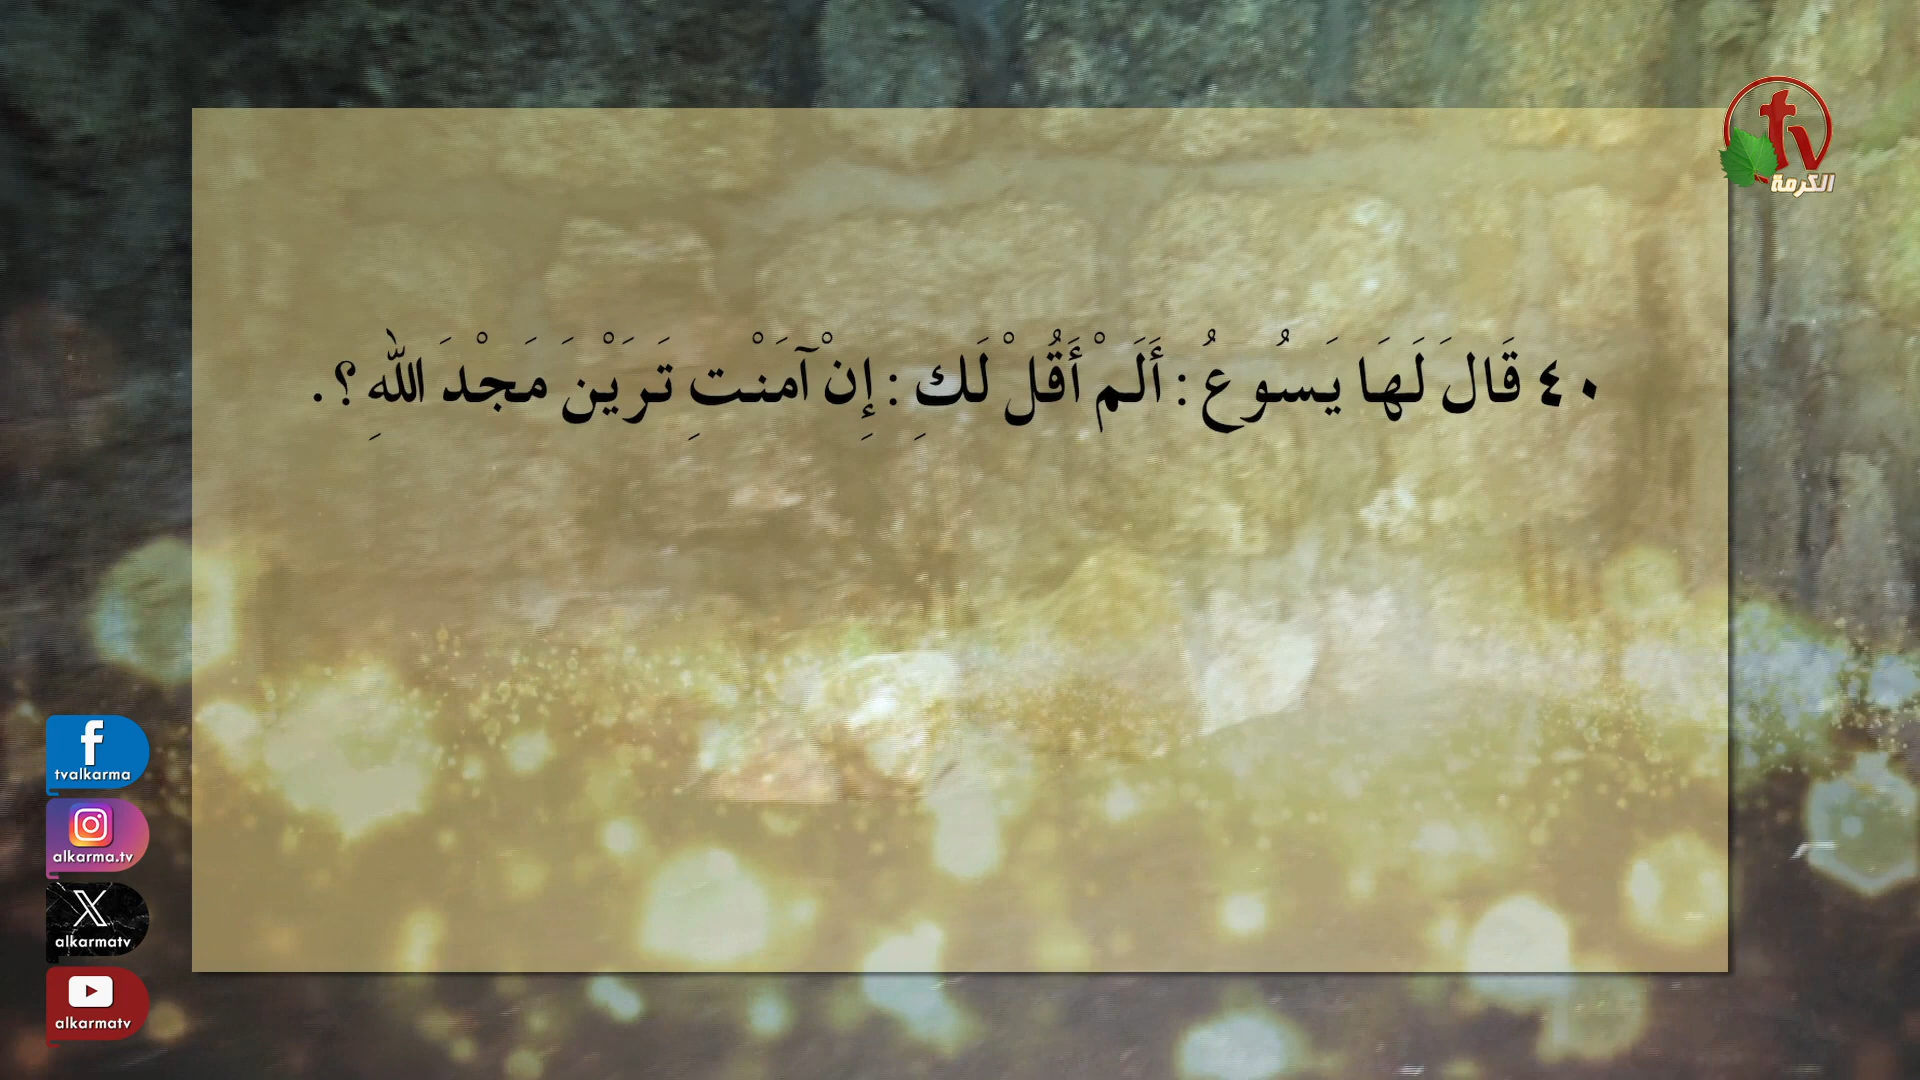 tv
الكرمة
٤٠ قَالَ لَهَا يَسُوعُ : أَلَمْ أَقُلْ لَكِ : إِنْ آمَنْتِ تَرَيْنَ مَجْدَ اللهِ ؟ .
tvalkarma
alkarma.tv
alkarmatv
alkarmatv